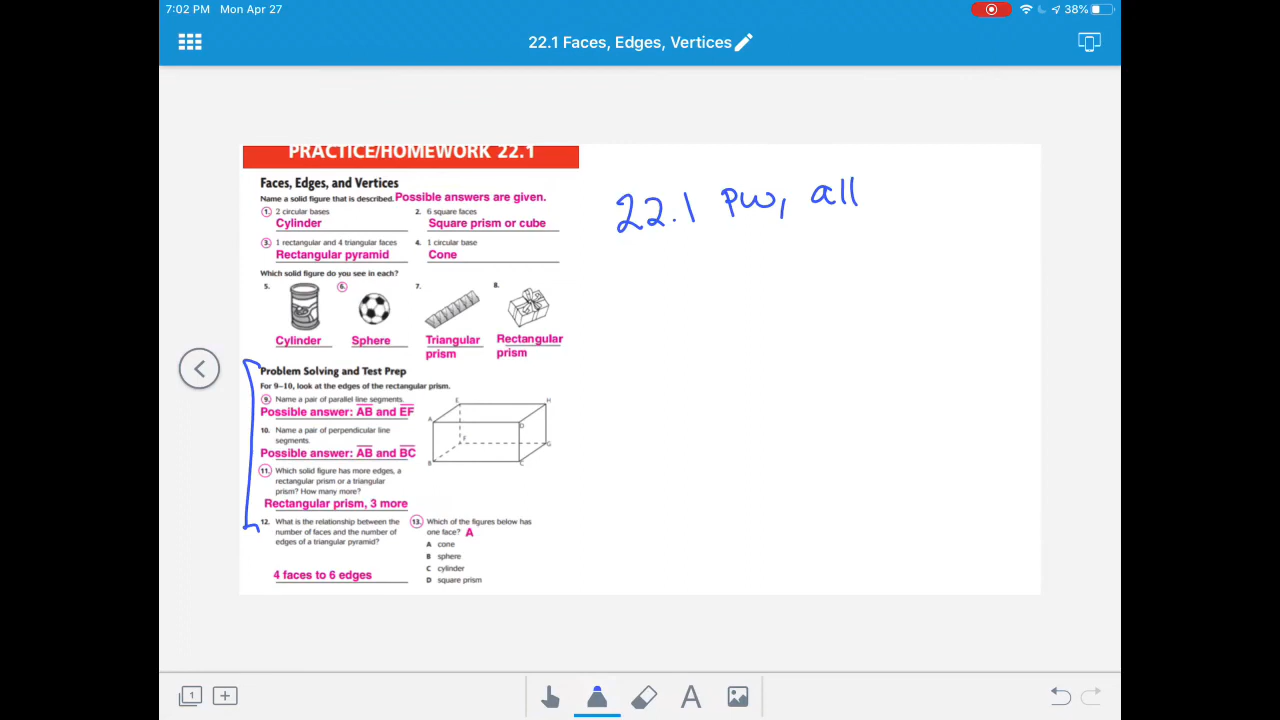 7:02 PM Mon Apr 27
38%
22.1 Faces, Edges, Vertices
PRACTICE/HOMEWORK 22.1
22.1 pw, all
Faces, Edges, and Vertices
Name a solid figure that is described. Possible answers are given.
1. 2 circular bases
Cylinder
2. 6 square faces
Square prism or cube
3. 1 rectangular and 4 triangular faces
Rectangular pyramid
4. 1 circular base
Cone
Which solid figure do you see in each?
5. 6. 7. 8.
Cylinder
Sphere
Triangular
prism
Rectangular
prism
Problem Solving and Test Prep
For 9–10, look at the edges of the rectangular prism.
9. Name a pair of parallel line segments.
Possible answer: AB and EF
10. Name a pair of perpendicular line
segments.
Possible answer: AB and BC
E H
A D
F G
B C
11. Which solid figure has more edges, a
rectangular prism or a triangular
prism? How many more?
Rectangular prism, 3 more
12. What is the relationship between the
number of faces and the number of
edges of a triangular pyramid?
4 faces to 6 edges
13. Which of the figures below has
one face? A
A cone
B sphere
C cylinder
D square prism
1
A